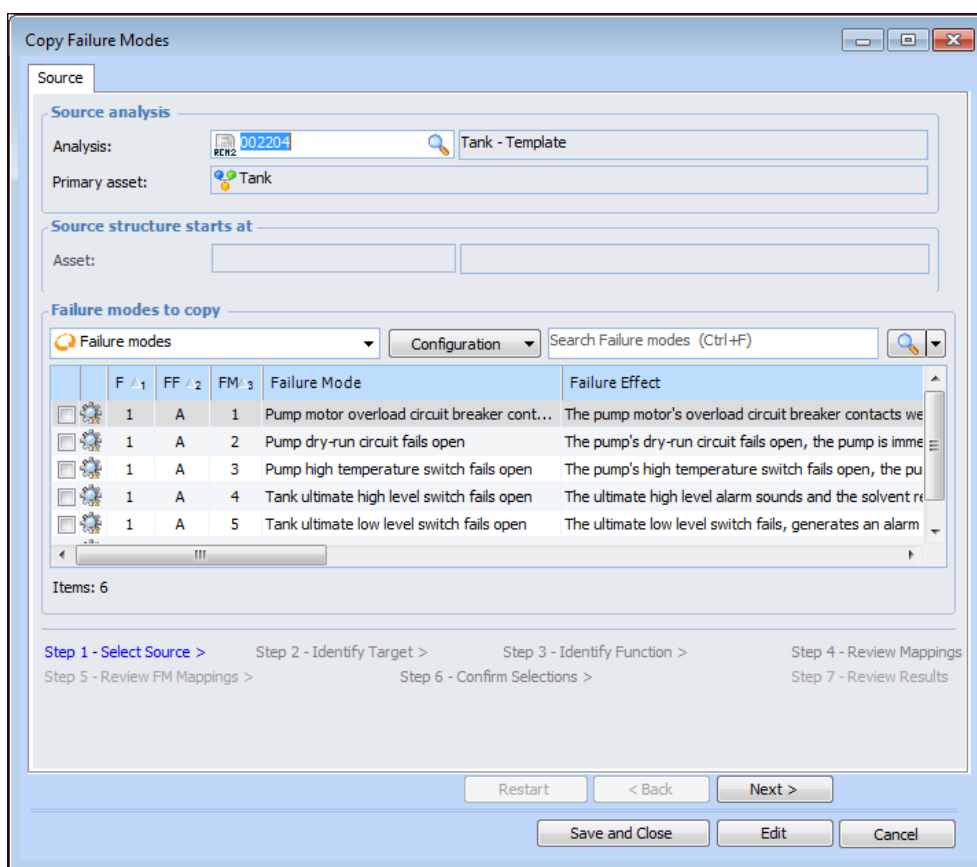 Copy Failure Modes
Source
Source analysis
Analysis: RCM2 002204 Tank - Template
Primary asset: Tank
Source structure starts at
Asset:
Failure modes to copy
Failure modes Configuration Search Failure modes (Ctrl+F)
F 1 FF 2 FM 3 Failure Mode Failure Effect
1 A 1 Pump motor overload circuit breaker cont... The pump motor's overload circuit breaker contacts we
1 A 2 Pump dry-run circuit fails open The pump's dry-run circuit fails open, the pump is imme
1 A 3 Pump high temperature switch fails open The pump's high temperature switch fails open, the pu
1 A 4 Tank ultimate high level switch fails open The ultimate high level alarm sounds and the solvent re
1 A 5 Tank ultimate low level switch fails open The ultimate low level switch fails, generates an alarm
Items: 6
Step 1 - Select Source > Step 2 - Identify Target > Step 3 - Identify Function > Step 4 - Review Mappings
Step 5 - Review FM Mappings > Step 6 - Confirm Selections > Step 7 - Review Results
Restart < Back Next >
Save and Close Edit Cancel